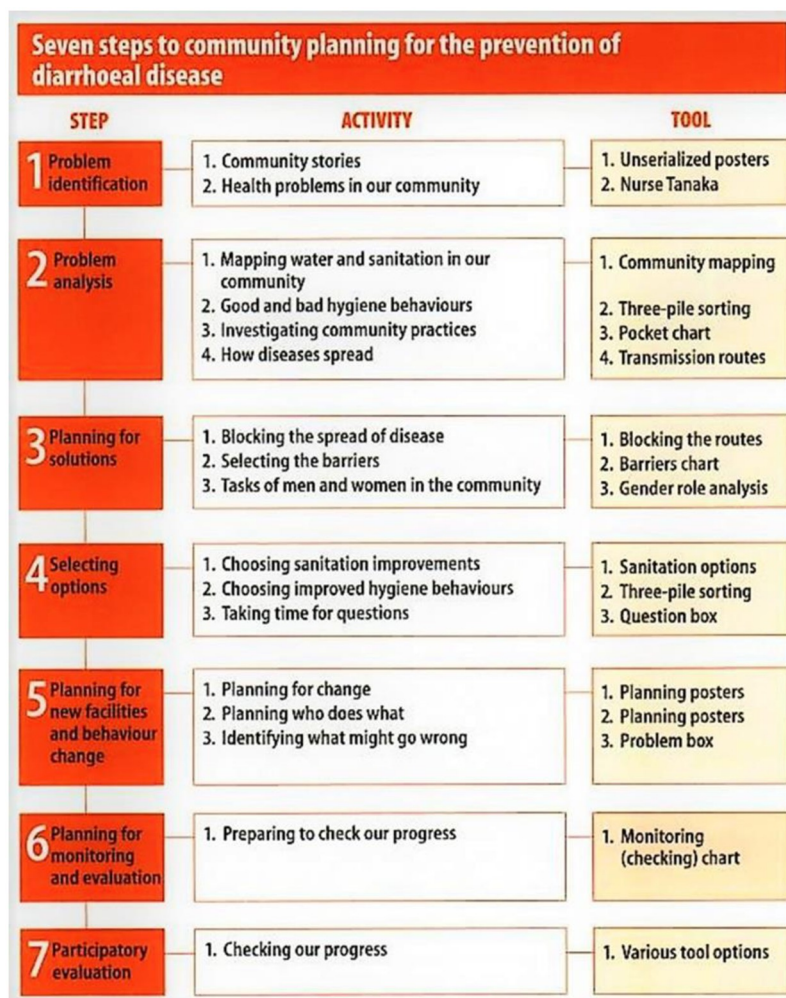 Seven steps to community planning for the prevention of
diarrhoeal disease
STEP
ACTIVITY
TOOL
1 Problem
identification
1. Community stories
2. Health problems in our community
1. Unserialized posters
2. Nurse Tanaka
2 Problem
analysis
1. Mapping water and sanitation in our
community
2. Good and bad hygiene behaviours
3. Investigating community practices
4. How diseases spread
1. Community mapping
2. Three-pile sorting
3. Pocket chart
4. Transmission routes
3 Planning for
solutions
1. Blocking the spread of disease
2. Selecting the barriers
3. Tasks of men and women in the community
1. Blocking the routes
2. Barriers chart
3. Gender role analysis
4 Selecting
options
1. Choosing sanitation improvements
2. Choosing improved hygiene behaviours
3. Taking time for questions
1. Sanitation options
2. Three-pile sorting
3. Question box
5 Planning for
new facilities
and behaviour
change
1. Planning for change
2. Planning who does what
3. Identifying what might go wrong
1. Planning posters
2. Planning posters
3. Problem box
6 Planning for
monitoring
and evaluation
1. Preparing to check our progress
1. Monitoring
(checking) chart
7 Participatory
evaluation
1. Checking our progress
1. Various tool options